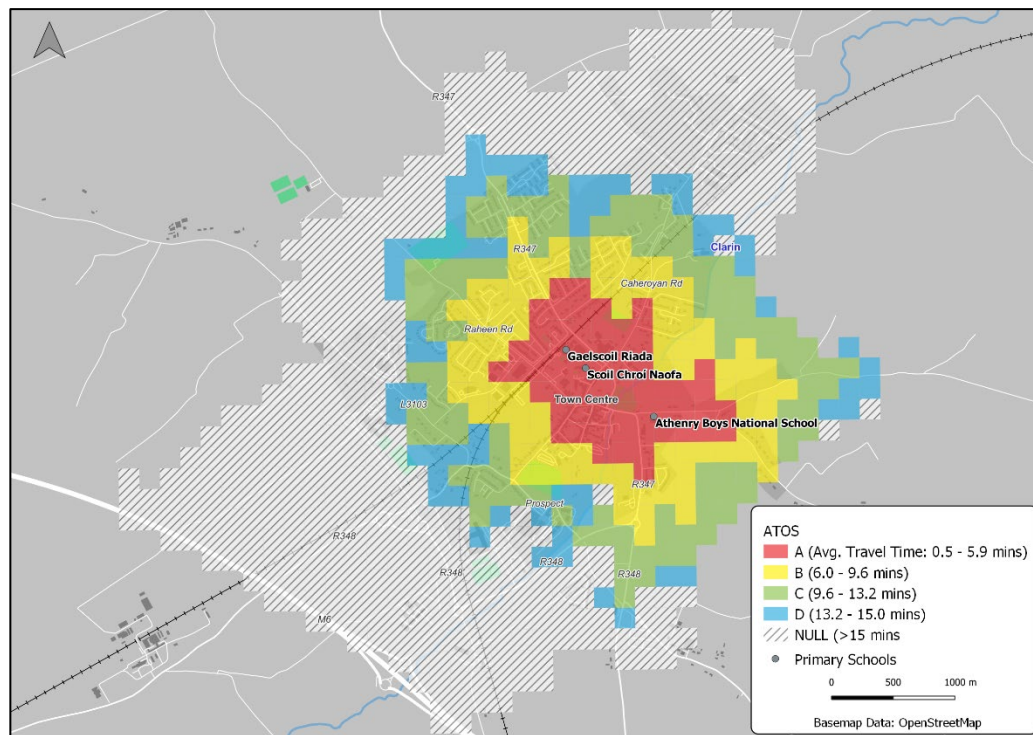 R347
Clarin
R347
Caheroyan Rd
Raheen Rd
Gaelscoil Riada
Scoil Chroi Naofa
L3103
Town Centre
Athenry Boys National School
R347
Prospect
R348
R348
R348
R348
M6
ATOS
A (Avg. Travel Time: 0.5 - 5.9 mins)
B (6.0 - 9.6 mins)
C (9.6 - 13.2 mins)
D (13.2 - 15.0 mins)
NULL (>15 mins
Primary Schools
0 500 1000 m
Basemap Data: OpenStreetMap